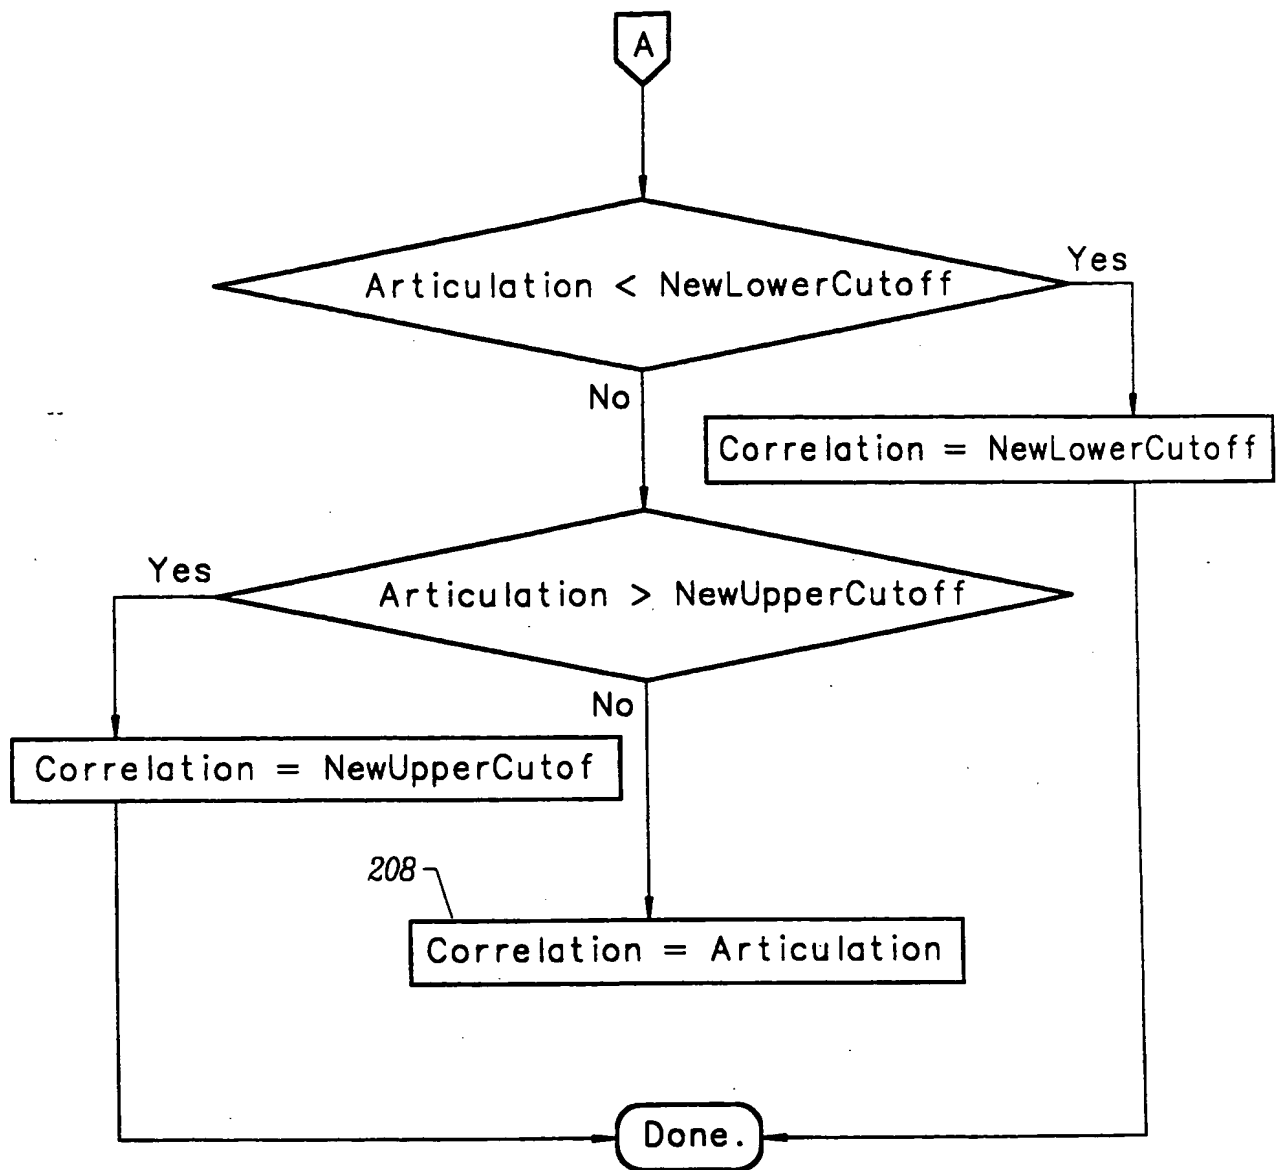 A
Articulation < NewLowerCutoff
Yes
No
Correlation = NewLowerCutoff
Yes
Articulation > NewUpperCutoff
No
Correlation = NewUpperCutof
208
Correlation = Articulation
Done.